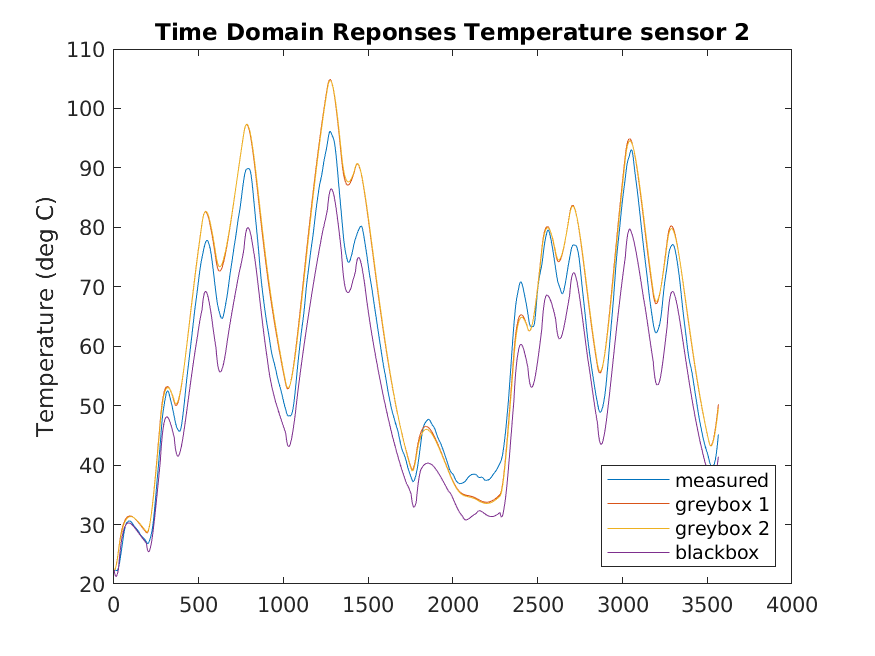 Time Domain Reponses Temperature sensor 2
110
100
90
80
70
60
50
40
30
20
Temperature (deg C)
measured
greybox 1
greybox 2
blackbox
0 500 1000 1500 2000 2500 3000 3500 4000